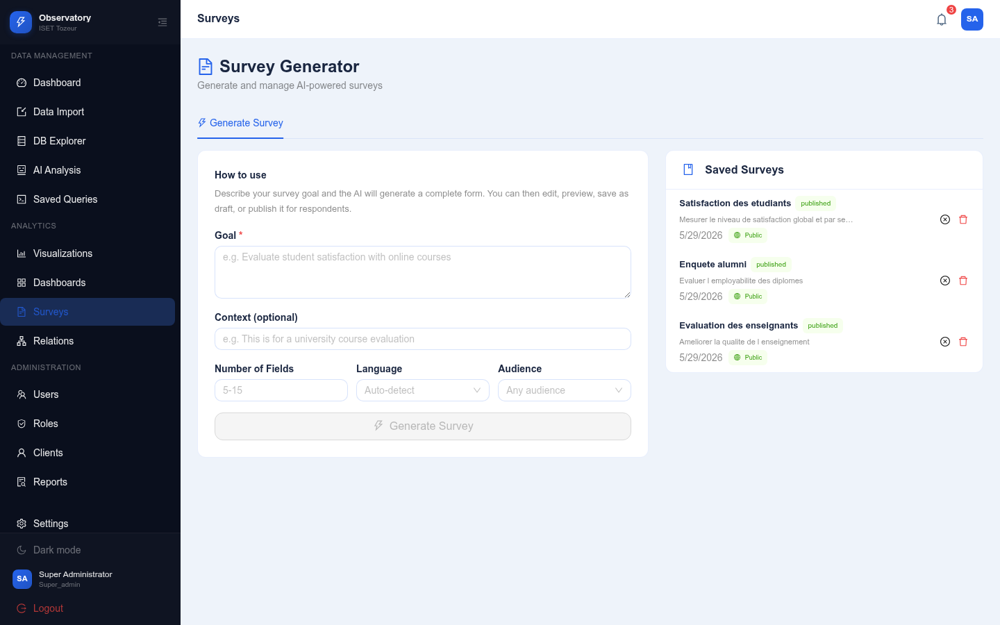 Observatory
ISET Tozeur
DATA MANAGEMENT
Dashboard
Data Import
DB Explorer
AI Analysis
Saved Queries
ANALYTICS
Visualizations
Dashboards
Surveys
Relations
ADMINISTRATION
Users
Roles
Clients
Reports
Settings
Dark mode
SA
Super Administrator
Super_admin
Logout
Surveys
3
SA
Survey Generator
Generate and manage AI-powered surveys
Generate Survey
How to use
Describe your survey goal and the AI will generate a complete form. You can then edit, preview, save as
draft, or publish it for respondents.
Goal *
e.g. Evaluate student satisfaction with online courses
Context (optional)
e.g. This is for a university course evaluation
Number of Fields
Language
Audience
5-15
Auto-detect
Any audience
Generate Survey
Saved Surveys
Satisfaction des etudiants published
Mesurer le niveau de satisfaction global et par se...
5/29/2026 Public
Enquete alumni published
Evaluer l employabilite des diplomes
5/29/2026 Public
Evaluation des enseignants published
Ameliorer la qualite de l enseignement
5/29/2026 Public